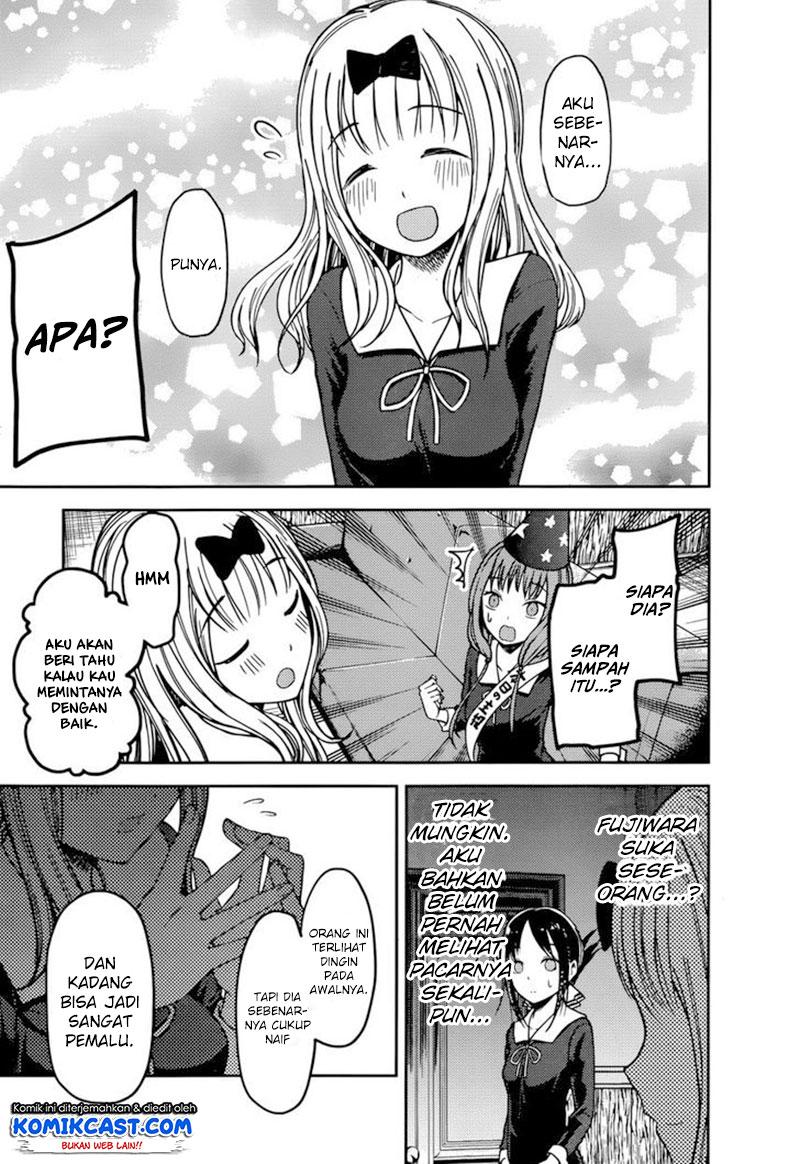 AKU
SEBE-
NAR-
NYA...
PUNYA.
APA?
SIAPA
DIA?
SIAPA
SAMPAH
ITU...?
HMM
AKU AKAN
BERI TAHU
KALAU KAU
MEMINTANYA
DENGAN
BAIK.
FUJIWARA
SUKA
SESE-
ORANG...?
TIDAK
MUNGKIN.
AKU
BAHKAN
BELUM
PERNAH
MELIHAT
PACARNYA
SEKALI-
PUN...
ORANG INI
TERLIHAT
DINGIN
PADA
AWALNYA.
TAPI DIA
SEBENAR-
NYA CUKUP
NAIF
DAN
KADANG
BISA JADI
SANGAT
PEMALU.
Komik ini diterjemahkan & diedit oleh
KOMIKCAST.COM
BUKAN WEB LAIN!!